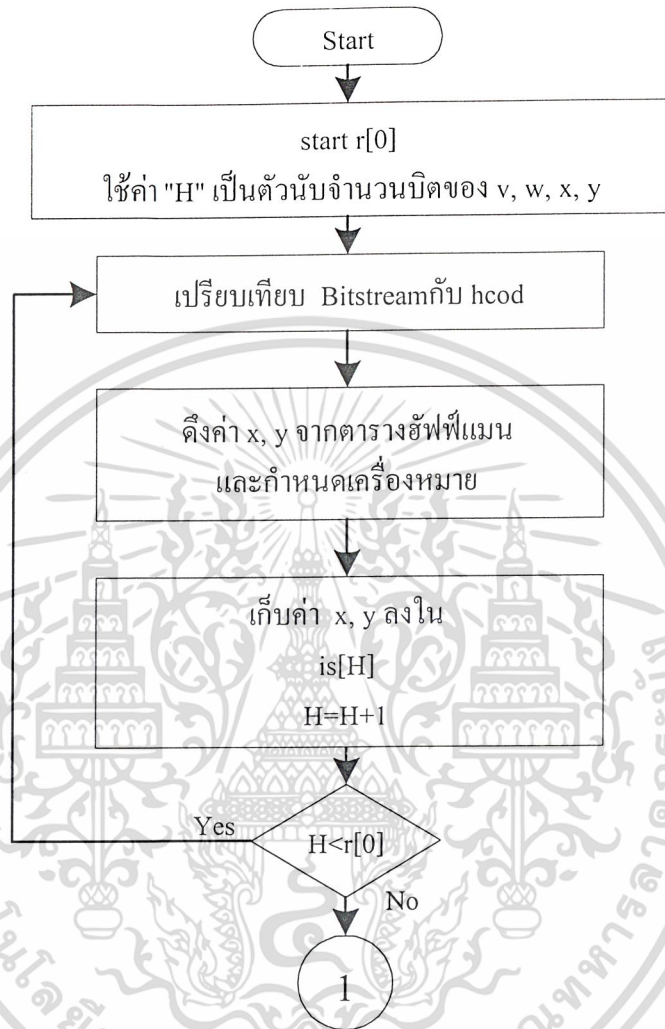 Start
start r[0]
ใช้ค่า "H" เป็นตัวนับจำนวนบิตของ v, w, x, y
เปรียบเทียบ Bitstreamกับ hcod
ดึงค่า x, y จากตารางฮัฟฟ์แมน
และกำหนดเครื่องหมาย
เก็บค่า x, y ลงใน
is[H]
H=H+1
Yes
H<r[0]
No
1